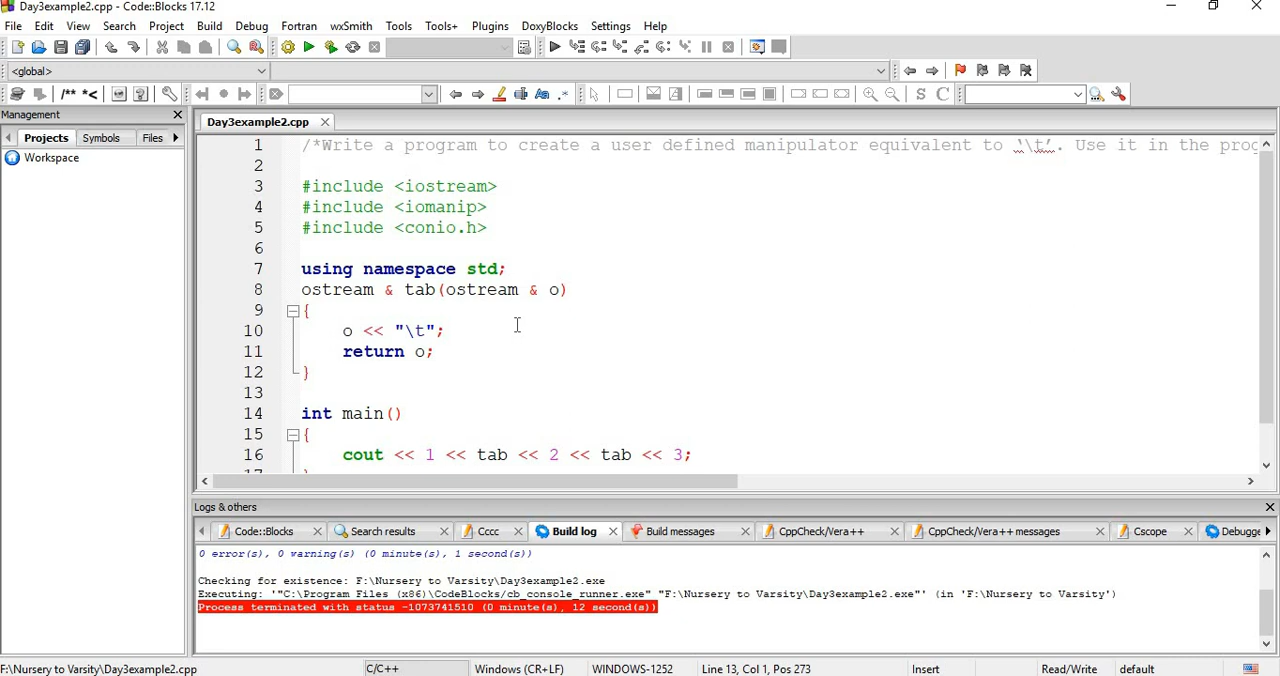 Day3example2.cpp - Code::Blocks 17.12
File Edit View Search Project Build Debug Fortran wxSmith Tools Tools+ Plugins DoxyBlocks Settings Help
<global>
/** *< Aa .* S C
Management
Projects Symbols Files
Workspace
Day3example2.cpp
1 /*Write a program to create a user defined manipulator equivalent to '\t'. Use it in the prog
2
3 #include <iostream>
4 #include <iomanip>
5 #include <conio.h>
6
7 using namespace std;
8 ostream & tab(ostream & o)
9 {
10 o << "\t";
11 return o;
12 }
13
14 int main()
15 {
16 cout << 1 << tab << 2 << tab << 3;
17
Logs & others
Code::Blocks Search results Cccc Build log Build messages CppCheck/Vera++ CppCheck/Vera++ messages Cscope Debugge
0 error(s), 0 warning(s) (0 minute(s), 1 second(s))
Checking for existence: F:\Nursery to Varsity\Day3example2.exe
Executing: '"C:\Program Files (x86)\CodeBlocks/cb_console_runner.exe" "F:\Nursery to Varsity\Day3example2.exe"' (in 'F:\Nursery to Varsity')
Process terminated with status -1073741510 (0 minute(s), 12 second(s))
F:\Nursery to Varsity\Day3example2.cpp C/C++ Windows (CR+LF) WINDOWS-1252 Line 13, Col 1, Pos 273 Insert Read/Write default